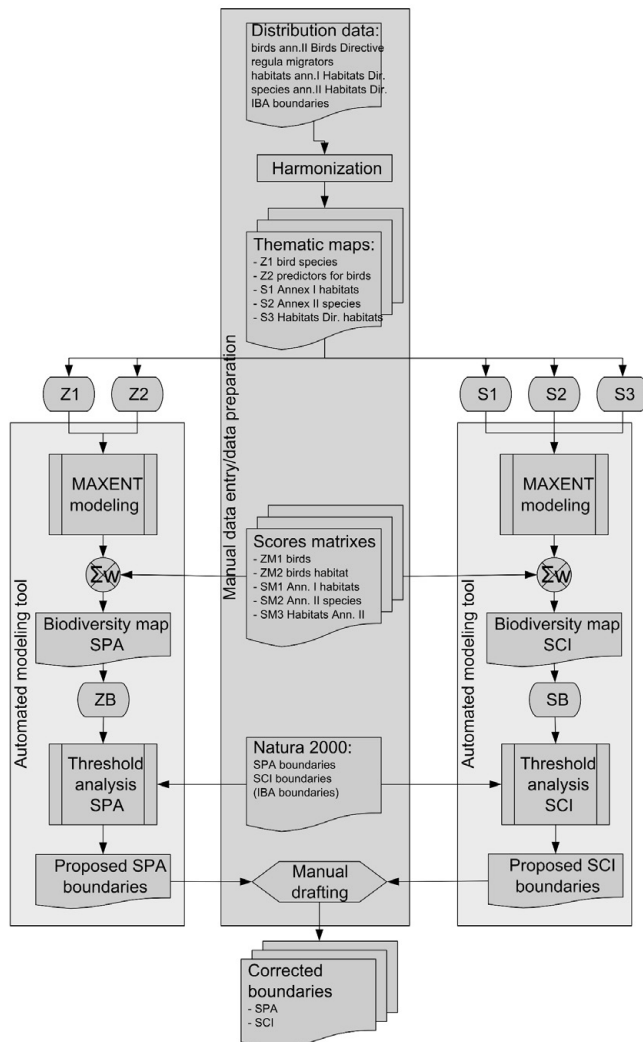 Distribution data:
birds ann.II Birds Directive
regula migrators
habitats ann.I Habitats Dir.
species ann.II Habitats Dir.
IBA boundaries
Harmonization
Thematic maps:
- Z1 bird species
- Z2 predictors for birds
- S1 Annex I habitats
- S2 Annex II species
- S3 Habitats Dir. habitats
Manual data entry/data preparation
Z1
Z2
S1
S2
S3
Automated modeling tool
MAXENT
modeling
Σw
Biodiversity map
SPA
ZB
Threshold
analysis
SPA
Proposed SPA
boundaries
Scores matrixes
- ZM1 birds
- ZM2 birds habitat
- SM1 Ann. I habitats
- SM2 Ann. II species
- SM3 Habitats Ann. II
Natura 2000:
SPA boundaries
SCI boundaries
(IBA boundaries)
Automated modeling tool
MAXENT
modeling
Σw
Biodiversity map
SCI
SB
Threshold
analysis
SCI
Proposed SCI
boundaries
Manual
drafting
Corrected
boundaries
- SPA
- SCI